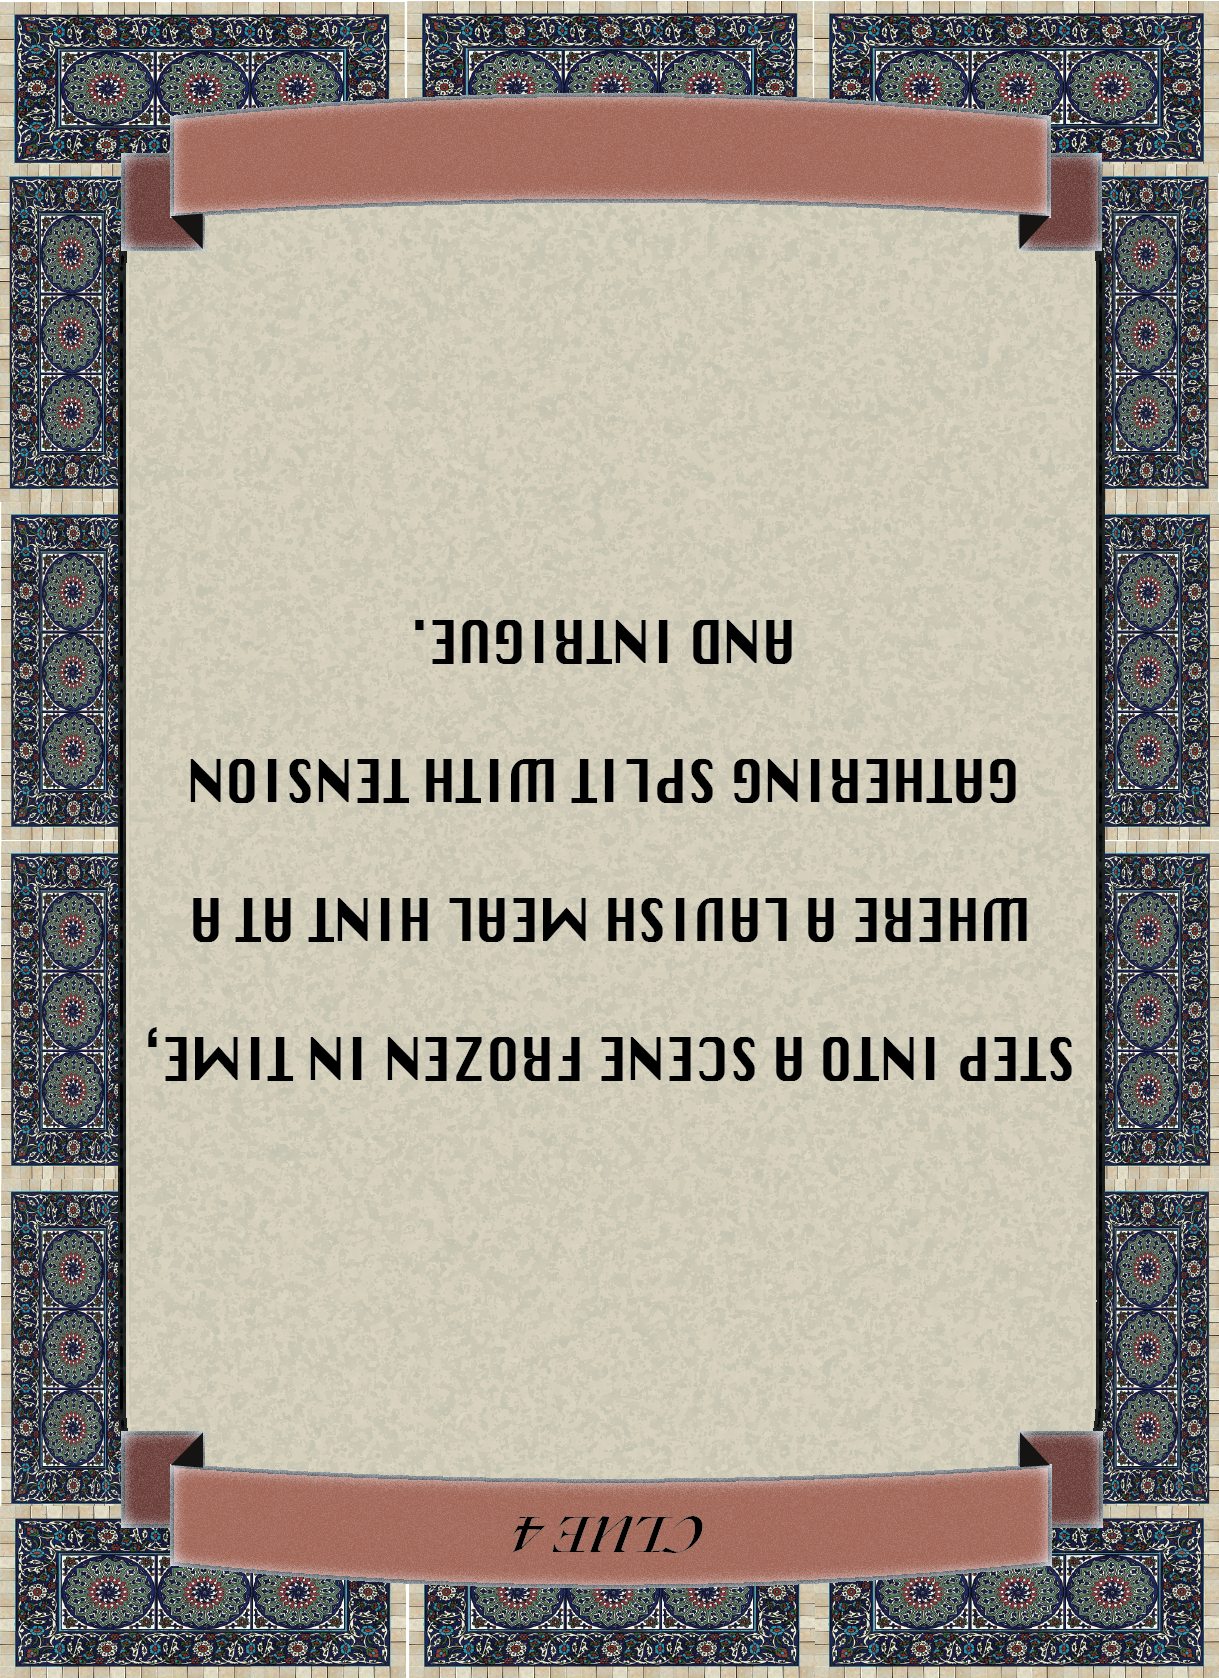 CLUE 4
STEP INTO A SCENE FROZEN IN TIME,
WHERE A LAVISH MEAL HINT AT A
GATHERING SPLIT WITH TENSION
AND INTRIGUE.